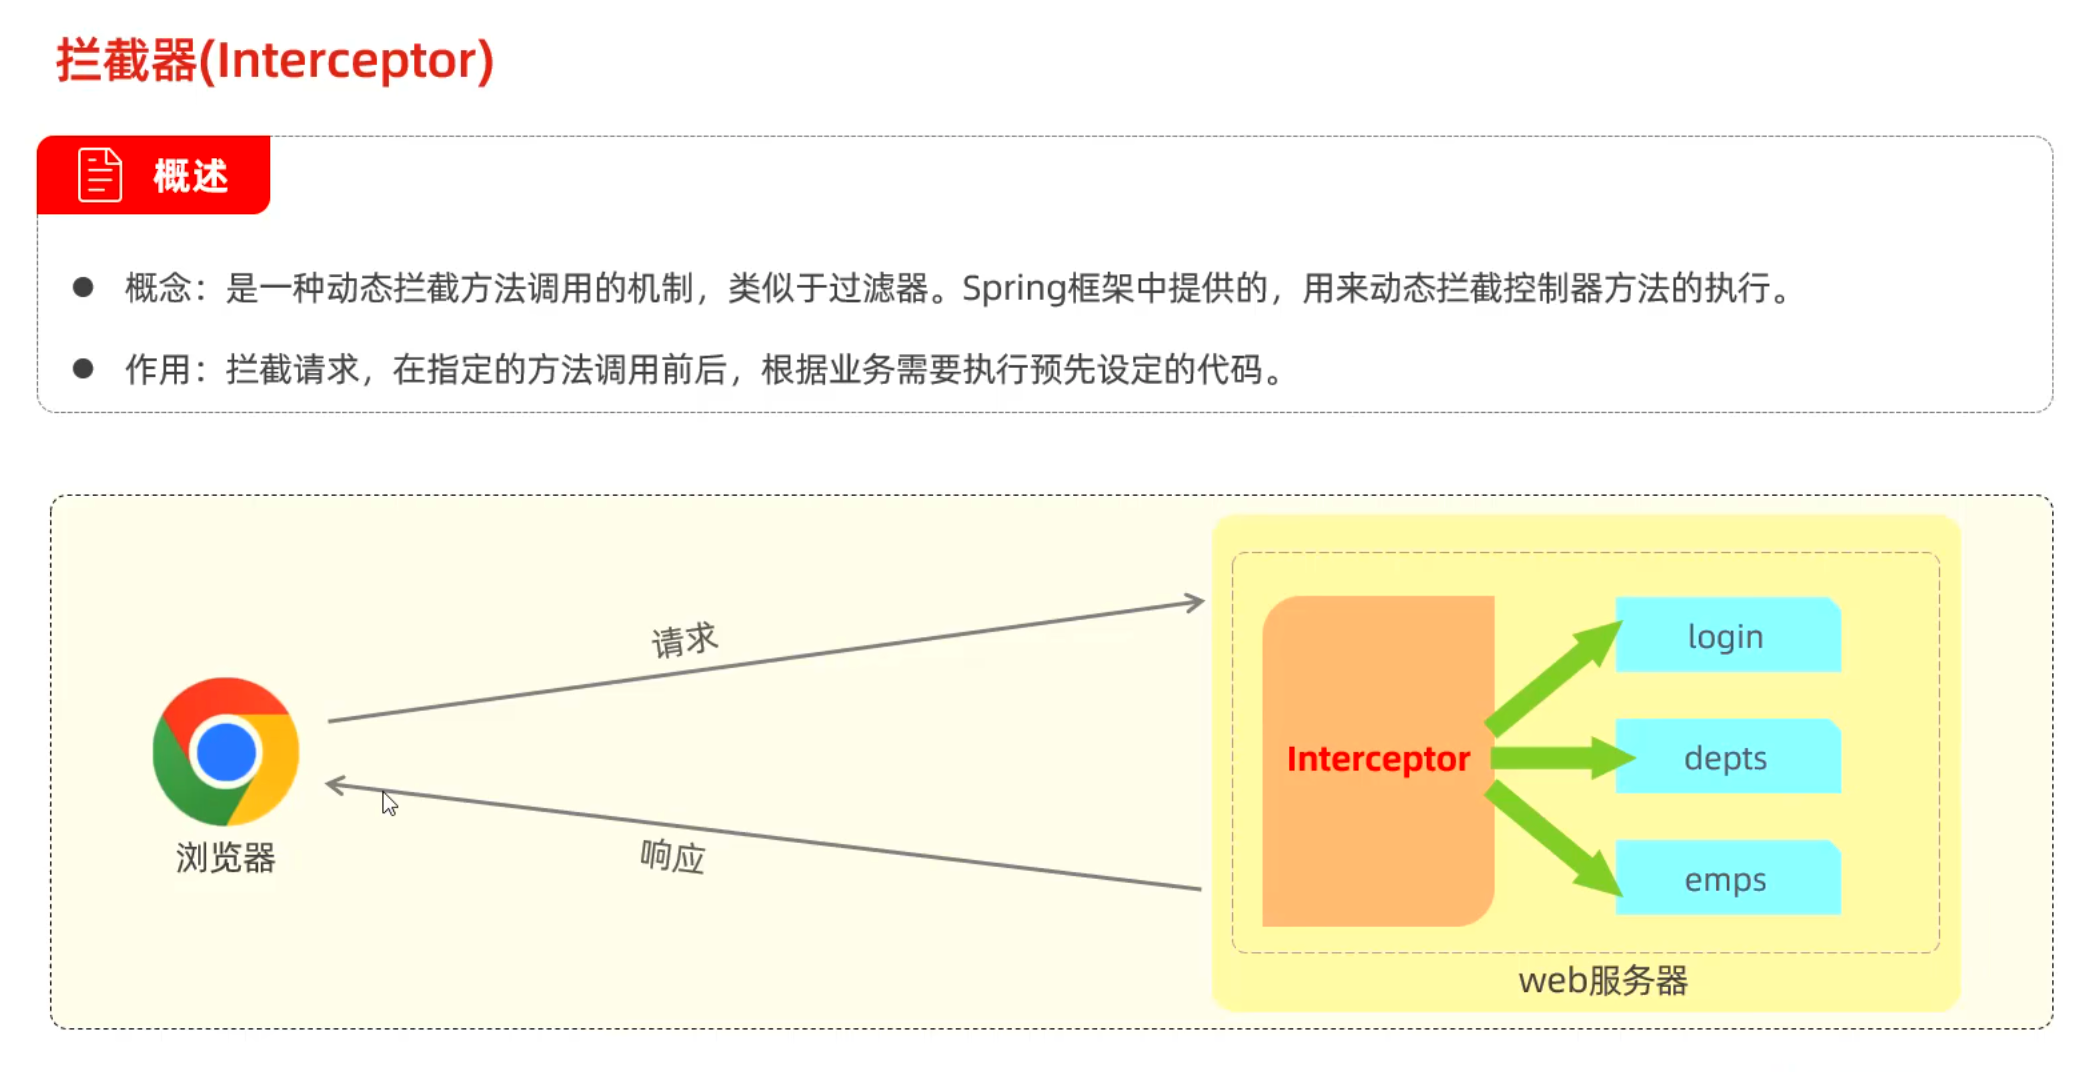 拦截器(Interceptor)
概述
概念：是一种动态拦截方法调用的机制，类似于过滤器。Spring框架中提供的，用来动态拦截控制器方法的执行。
作用：拦截请求，在指定的方法调用前后，根据业务需要执行预先设定的代码。
请求
login
Interceptor
depts
浏览器
响应
emps
web服务器